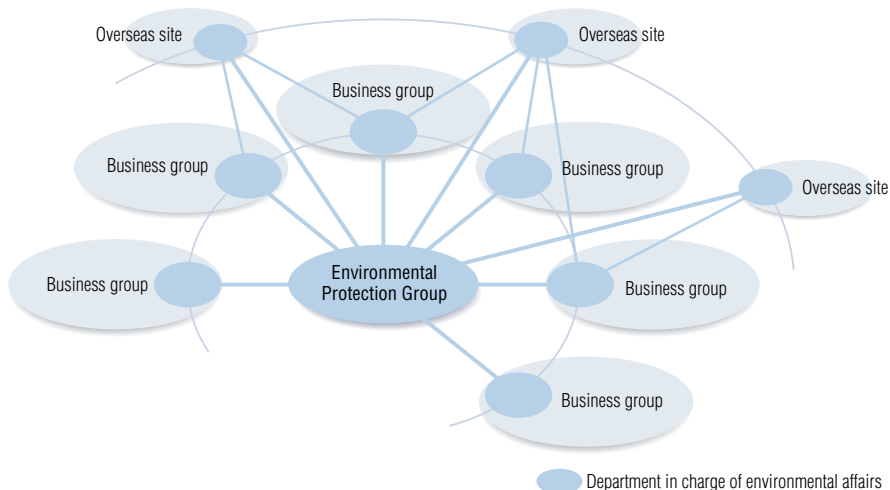 Overseas site
Overseas site
Business group
Business group
Business group
Overseas site
Business group
Environmental
Protection Group
Business group
Business group
Department in charge of environmental affairs